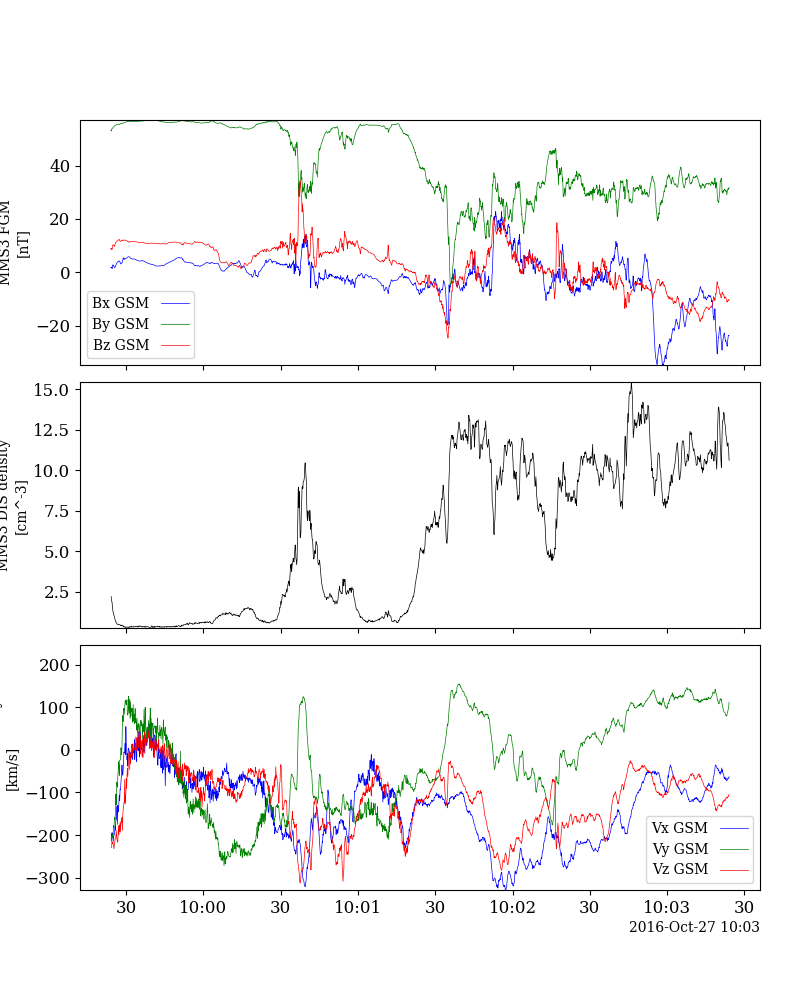 MMS3 FGM
[nT]
40
20
0
−20
Bx GSM
By GSM
Bz GSM
MMS3 DIS density
[cm^-3]
15.0
12.5
10.0
7.5
5.0
2.5
[km/s]
200
100
0
−100
−200
−300
Vx GSM
Vy GSM
Vz GSM
30 10:00 30 10:01 30 10:02 30 10:03 30
2016-Oct-27 10:03